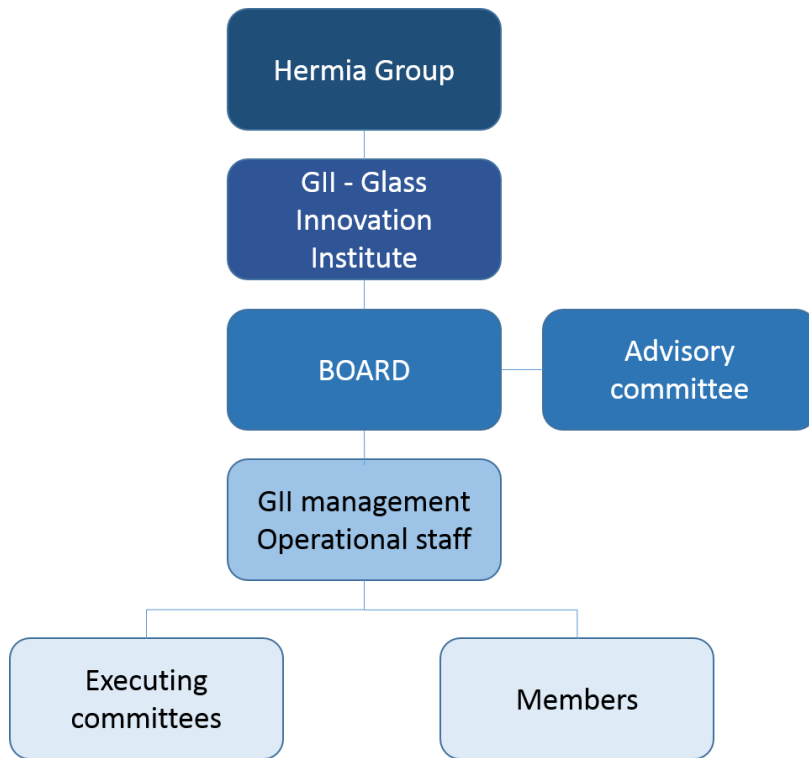 Hermia Group
GII - Glass
Innovation
Institute
BOARD
Advisory
committee
GII management
Operational staff
Executing
committees
Members